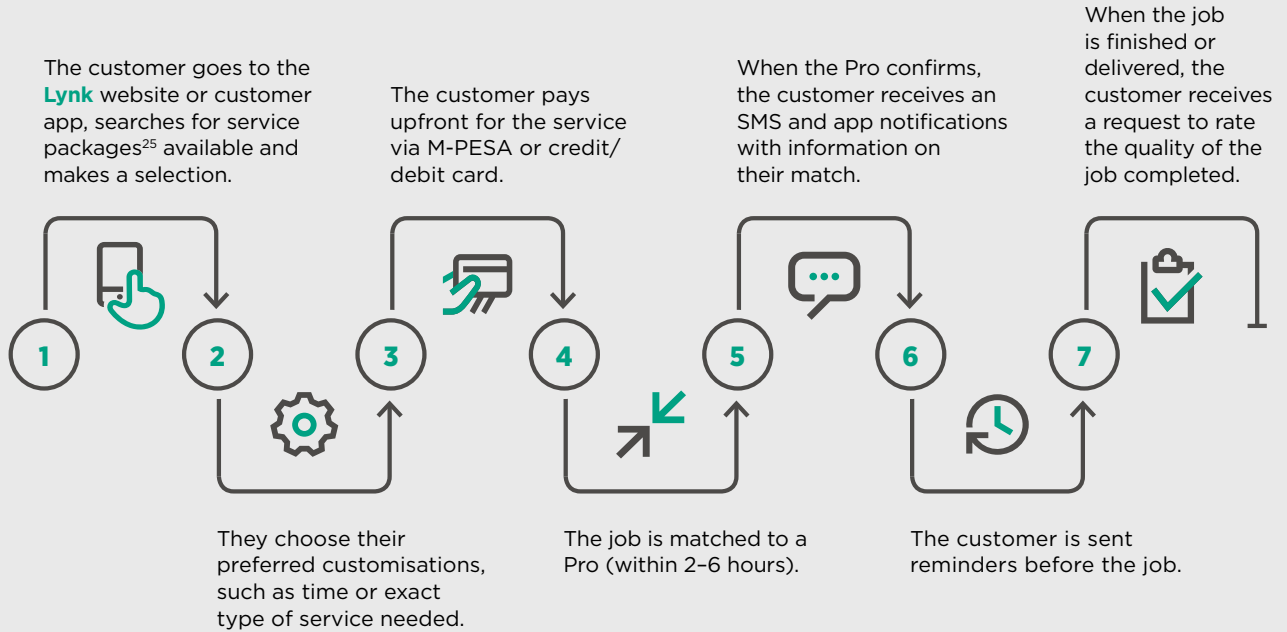 The customer goes to the
Lynk website or customer
app, searches for service
packages25 available and
makes a selection.
1
They choose their
preferred customisations,
such as time or exact
type of service needed.
2
The customer pays
upfront for the service
via M-PESA or credit/
debit card.
3
The job is matched to a
Pro (within 2–6 hours).
4
When the Pro confirms,
the customer receives an
SMS and app notifications
with information on
their match.
5
The customer is sent
reminders before the job.
6
When the job
is finished or
delivered, the
customer receives
a request to rate
the quality of the
job completed.
7